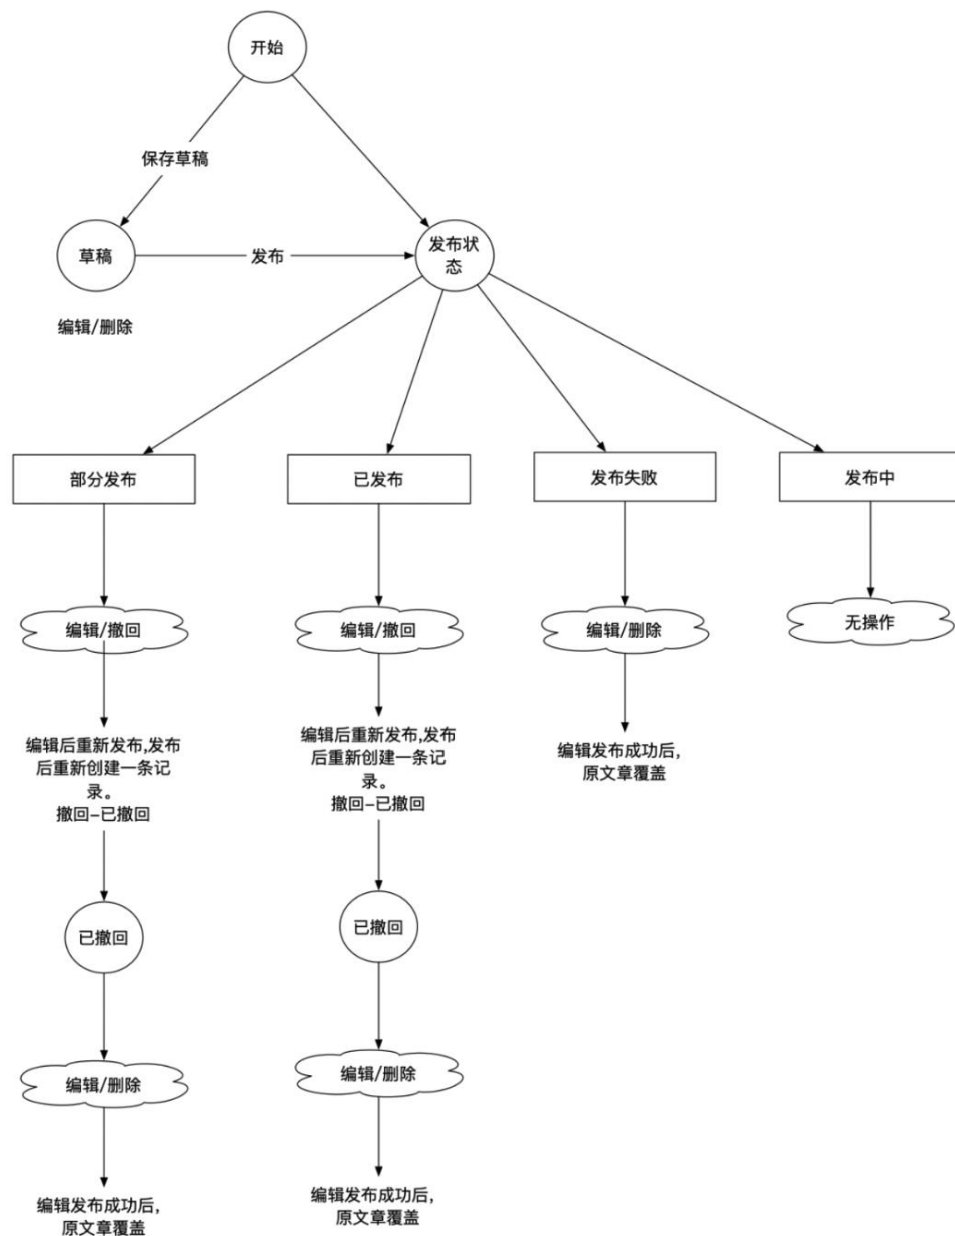 开始
保存草稿
草稿
发布
发布状
态
编辑/删除
部分发布
已发布
发布失败
发布中
编辑/撤回
编辑/撤回
编辑/删除
无操作
编辑后重新发布,发布
后重新创建一条记
录。
撤回–已撤回
编辑后重新发布,发布
后重新创建一条记
录。
撤回–已撤回
编辑发布成功后，
原文章覆盖
已撤回
已撤回
编辑/删除
编辑/删除
编辑发布成功后，
原文章覆盖
编辑发布成功后，
原文章覆盖